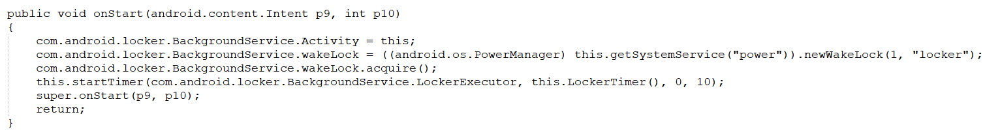 public void onStart(android.content.Intent p9, int p10)
{
    com.android.locker.BackgroundService.Activity = this;
    com.android.locker.BackgroundService.wakeLock = ((android.os.PowerManager) this.getSystemService("power")).newWakeLock(1, "locker");
    com.android.locker.BackgroundService.wakeLock.acquire();
    this.startTimer(com.android.locker.BackgroundService.LockerExecutor, this.LockerTimer(), 0, 10);
    super.onStart(p9, p10);
    return;
}